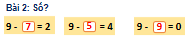 Bài 2: Số?
9 - 7 = 2 9 - 5 = 4 9 - 9 = 0